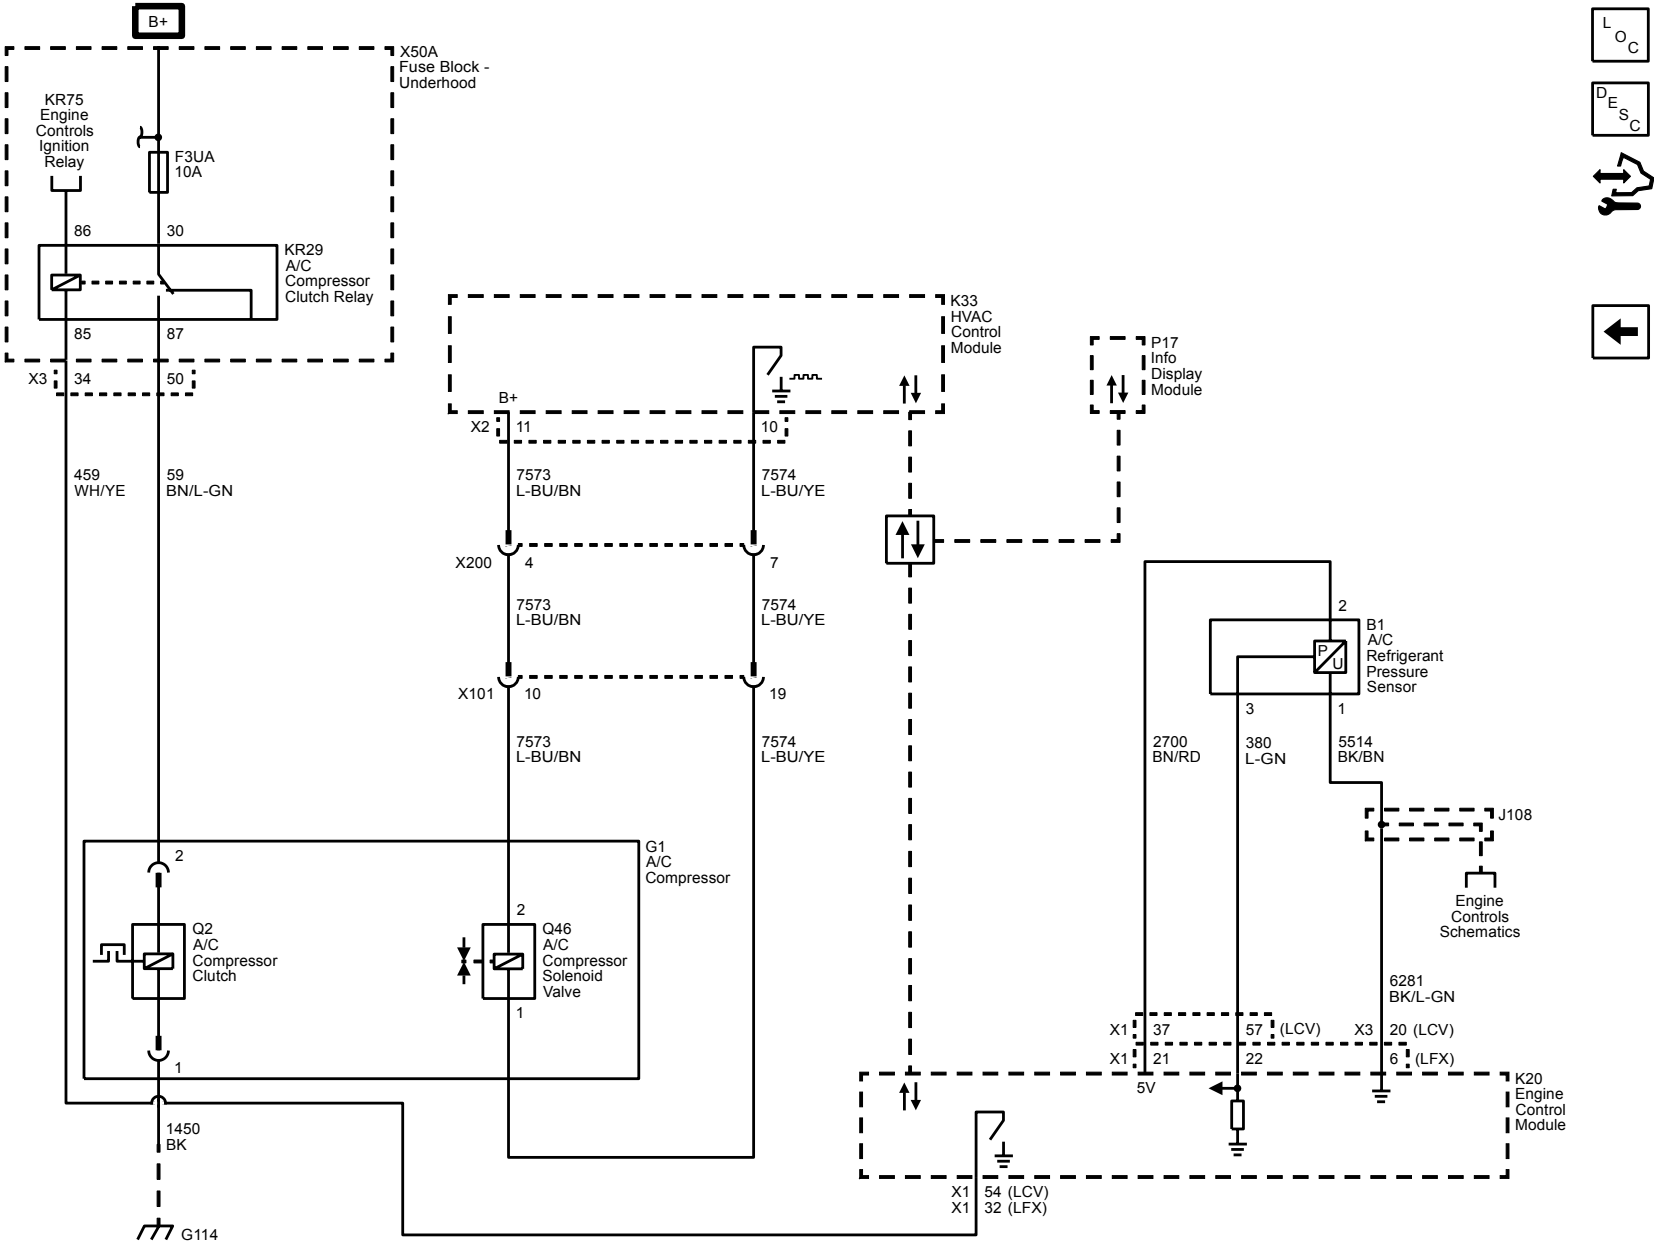 B+
X50A
Fuse Block -
Underhood
KR75
Engine
Controls
Ignition
Relay
F3UA
10A
86
30
KR29
A/C
Compressor
Clutch Relay
85
87
X3
34
50
459
WH/YE
59
BN/L-GN
K33
HVAC
Control
Module
B+
X2
11
10
7573
L-BU/BN
7574
L-BU/YE
X200
4
7
7573
L-BU/BN
7574
L-BU/YE
X101
10
19
7573
L-BU/BN
7574
L-BU/YE
P17
Info
Display
Module
2
B1
A/C
Refrigerant
Pressure
Sensor
P
U
3
1
2700
BN/RD
380
L-GN
5514
BK/BN
J108
Engine
Controls
Schematics
6281
BK/L-GN
G1
A/C
Compressor
2
Q2
A/C
Compressor
Clutch
1
2
Q46
A/C
Compressor
Solenoid
Valve
1
1450
BK
G114
X1
37
57
(LCV)
X3
20
(LCV)
X1
21
22
6
(LFX)
5V
K20
Engine
Control
Module
X1
54 (LCV)
X1
32 (LFX)
LOC
DESC